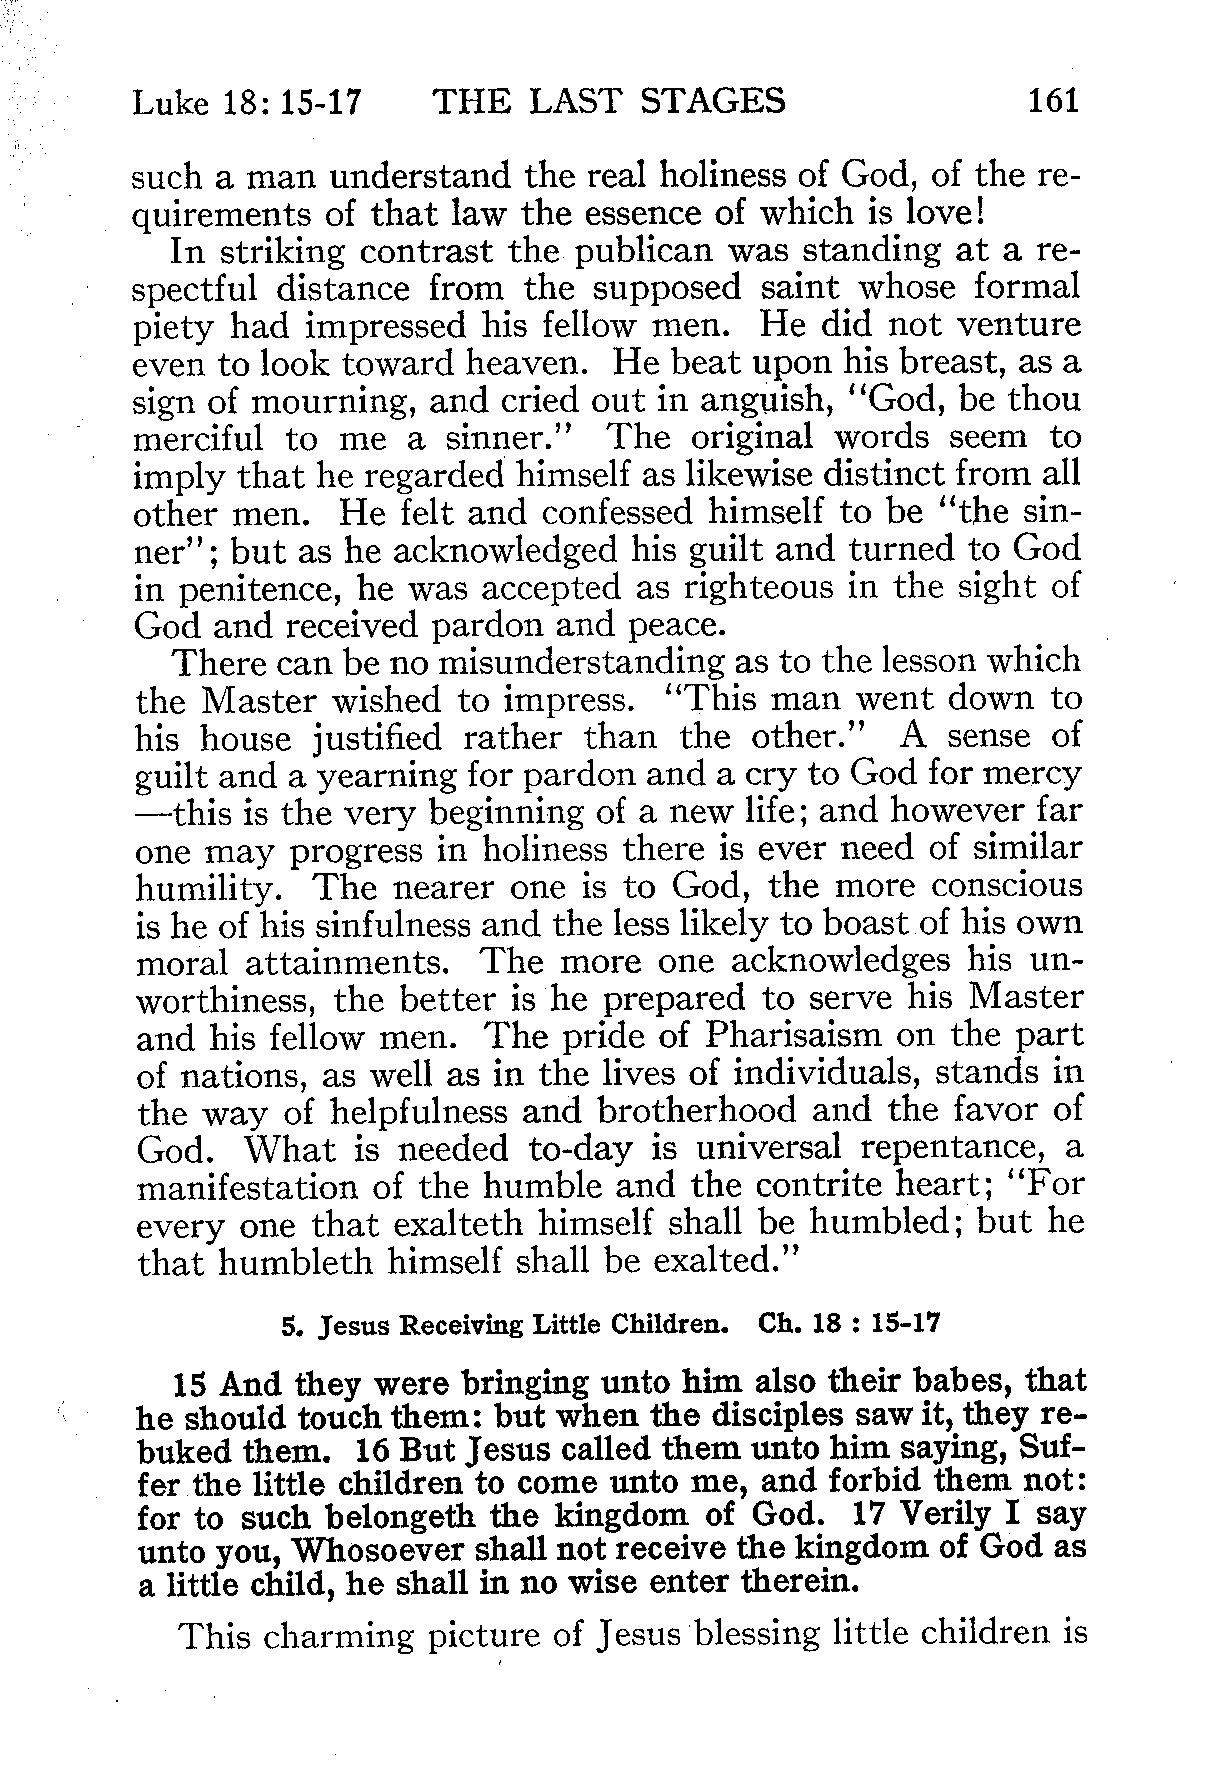 Luke 18: 15-17 THE LAST STAGES 161
such a man understand the real holiness of God, of the re-
quirements of that law the essence of which is love!
In striking contrast the publican was standing at a re-
spectful distance from the supposed saint whose formal
piety had impressed his fellow men. He did not venture
even to look toward heaven. He beat upon his breast, as a
sign of mourning, and cried out in anguish, “God, be thou
merciful to me a sinner.” The original words seem to
imply that he regarded himself as likewise distinct from all
other men. He felt and confessed himself to be “the sin-
ner”; but as he acknowledged his guilt and turned to God
in penitence, he was accepted as righteous in the sight of
God and received pardon and peace.
There can be no misunderstanding as to the lesson which
the Master wished to impress. “This man went down to
his house justified rather than the other.” A sense of
guilt and a yearning for pardon and a cry to God for mercy
—this is the very beginning of a new life; and however far
one may progress in holiness there is ever need of similar
humility. The nearer one is to God, the more conscious
is he of his sinfulness and the less likely to boast of his own
moral attainments. The more one acknowledges his un-
worthiness, the better is he prepared to serve his Master
and his fellow men. The pride of Pharisaism on the part
of nations, as well as in the lives of individuals, stands in
the way of helpfulness and brotherhood and the favor of
God. What is needed to-day is universal repentance, a
manifestation of the humble and the contrite heart; “For
every one that exalteth himself shall be humbled; but he
that humbleth himself shall be exalted.”
5. Jesus Receiving Little Children. Ch. 18 : 15-17
15 And they were bringing unto him also their babes, that
he should touch them: but when the disciples saw it, they re-
buked them. 16 But Jesus called them unto him saying, Suf-
fer the little children to come unto me, and forbid them not:
for to such belongeth the kingdom of God. 17 Verily I say
unto you, Whosoever shall not receive the kingdom of God as
a little child, he shall in no wise enter therein.
This charming picture of Jesus blessing little children is